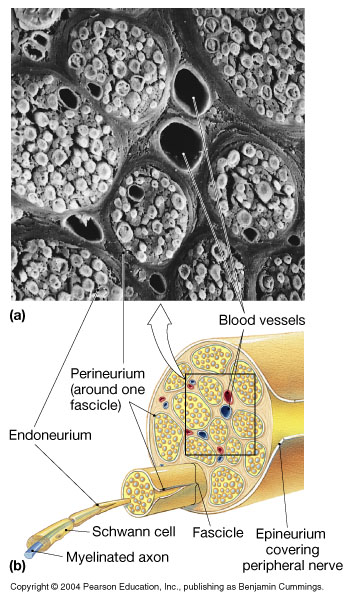 (a)
Blood vessels
Perineurium
(around one
fascicle)
Endoneurium
Schwann cell
Fascicle
Epineurium
covering
peripheral nerve
Myelinated axon
(b)
Copyright © 2004 Pearson Education, Inc., publishing as Benjamin Cummings.